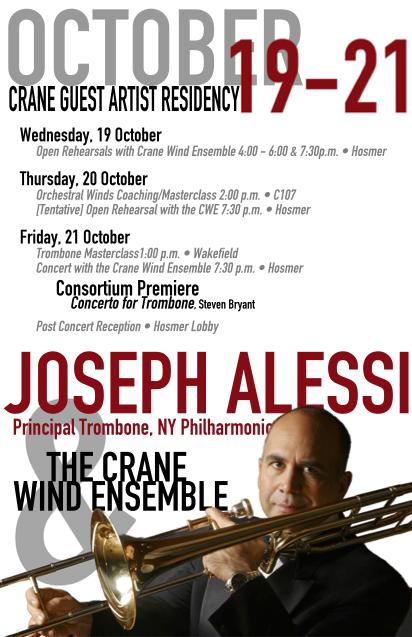 OCTOBER
19–21
CRANE GUEST ARTIST RESIDENCY
Wednesday, 19 October
Open Rehearsals with Crane Wind Ensemble 4:00 – 6:00 & 7:30p.m. • Hosmer
Thursday, 20 October
Orchestral Winds Coaching/Masterclass 2:00 p.m. • C107
[Tentative] Open Rehearsal with the CWE 7:30 p.m. • Hosmer
Friday, 21 October
Trombone Masterclass1:00 p.m. • Wakefield
Concert with the Crane Wind Ensemble 7:30 p.m. • Hosmer
Consortium Premiere
Concerto for Trombone, Steven Bryant
Post Concert Reception • Hosmer Lobby
JOSEPH ALESSI
Principal Trombone, NY Philharmonic
&
THE CRANE
WIND ENSEMBLE